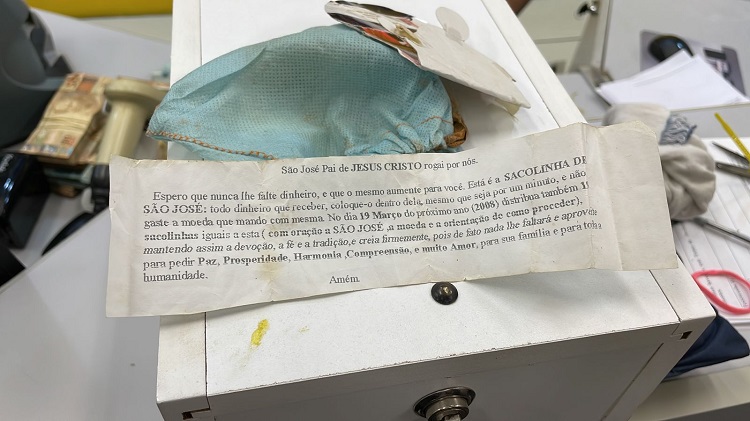 São José Pai de JESUS CRISTO rogai por nós.
Espero que nunca lhe falte dinheiro, e que o mesmo aumente para você. Está é a SACOLINHA DE
SÃO JOSÉ: todo dinheiro que receber, coloque-o dentro dela, mesmo que seja por um minuto, e não
gaste a moeda que mando com mesma. No dia 19 Março do próximo ano (2008) distribua também
sacolinhas iguais a esta ( com oração a SÃO JOSÉ ,a moeda e a orientação de como proceder),
mantendo assim a devoção, a fé e a tradição, e creia firmemente, pois de fato nada lhe faltará e
para pedir Paz, Prosperidade, Harmonia ,Compreensão, e muito Amor, para sua família e para
humanidade.
Amém.